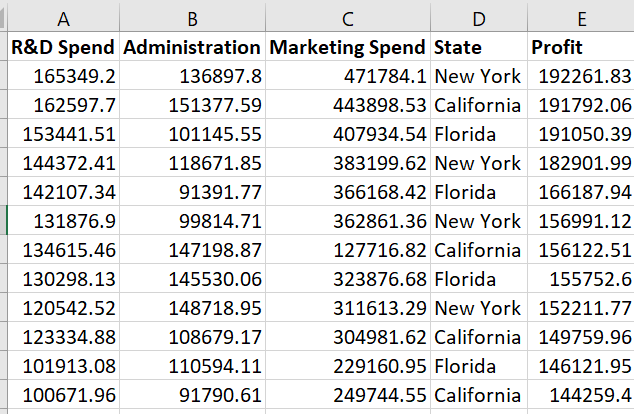 A B C D E
R&D Spend Administration Marketing Spend State Profit
165349.2 136897.8 471784.1 New York 192261.83
162597.7 151377.59 443898.53 California 191792.06
153441.51 101145.55 407934.54 Florida 191050.39
144372.41 118671.85 383199.62 New York 182901.99
142107.34 91391.77 366168.42 Florida 166187.94
131876.9 99814.71 362861.36 New York 156991.12
134615.46 147198.87 127716.82 California 156122.51
130298.13 145530.06 323876.68 Florida 155752.6
120542.52 148718.95 311613.29 New York 152211.77
123334.88 108679.17 304981.62 California 149759.96
101913.08 110594.11 229160.95 Florida 146121.95
100671.96 91790.61 249744.55 California 144259.4